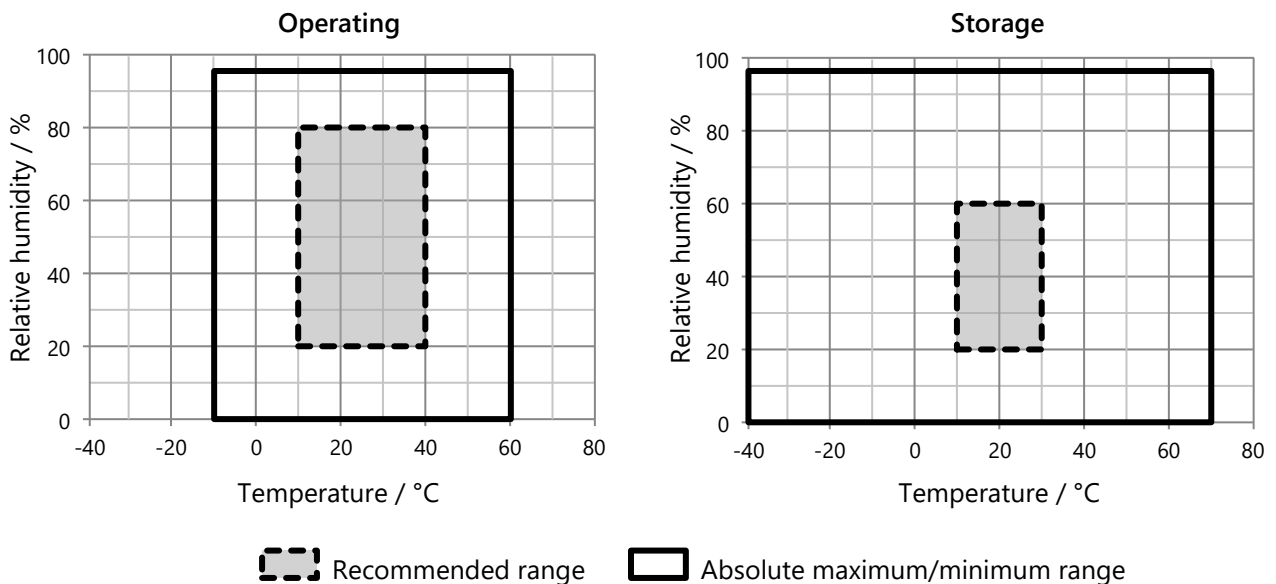 Operating
100
80
60
40
20
0
Relative humidity / %
-40 -20 0 20 40 60 80
Temperature / °C
Storage
100
80
60
40
20
0
Relative humidity / %
-40 -20 0 20 40 60 80
Temperature / °C
Recommended range
Absolute maximum/minimum range